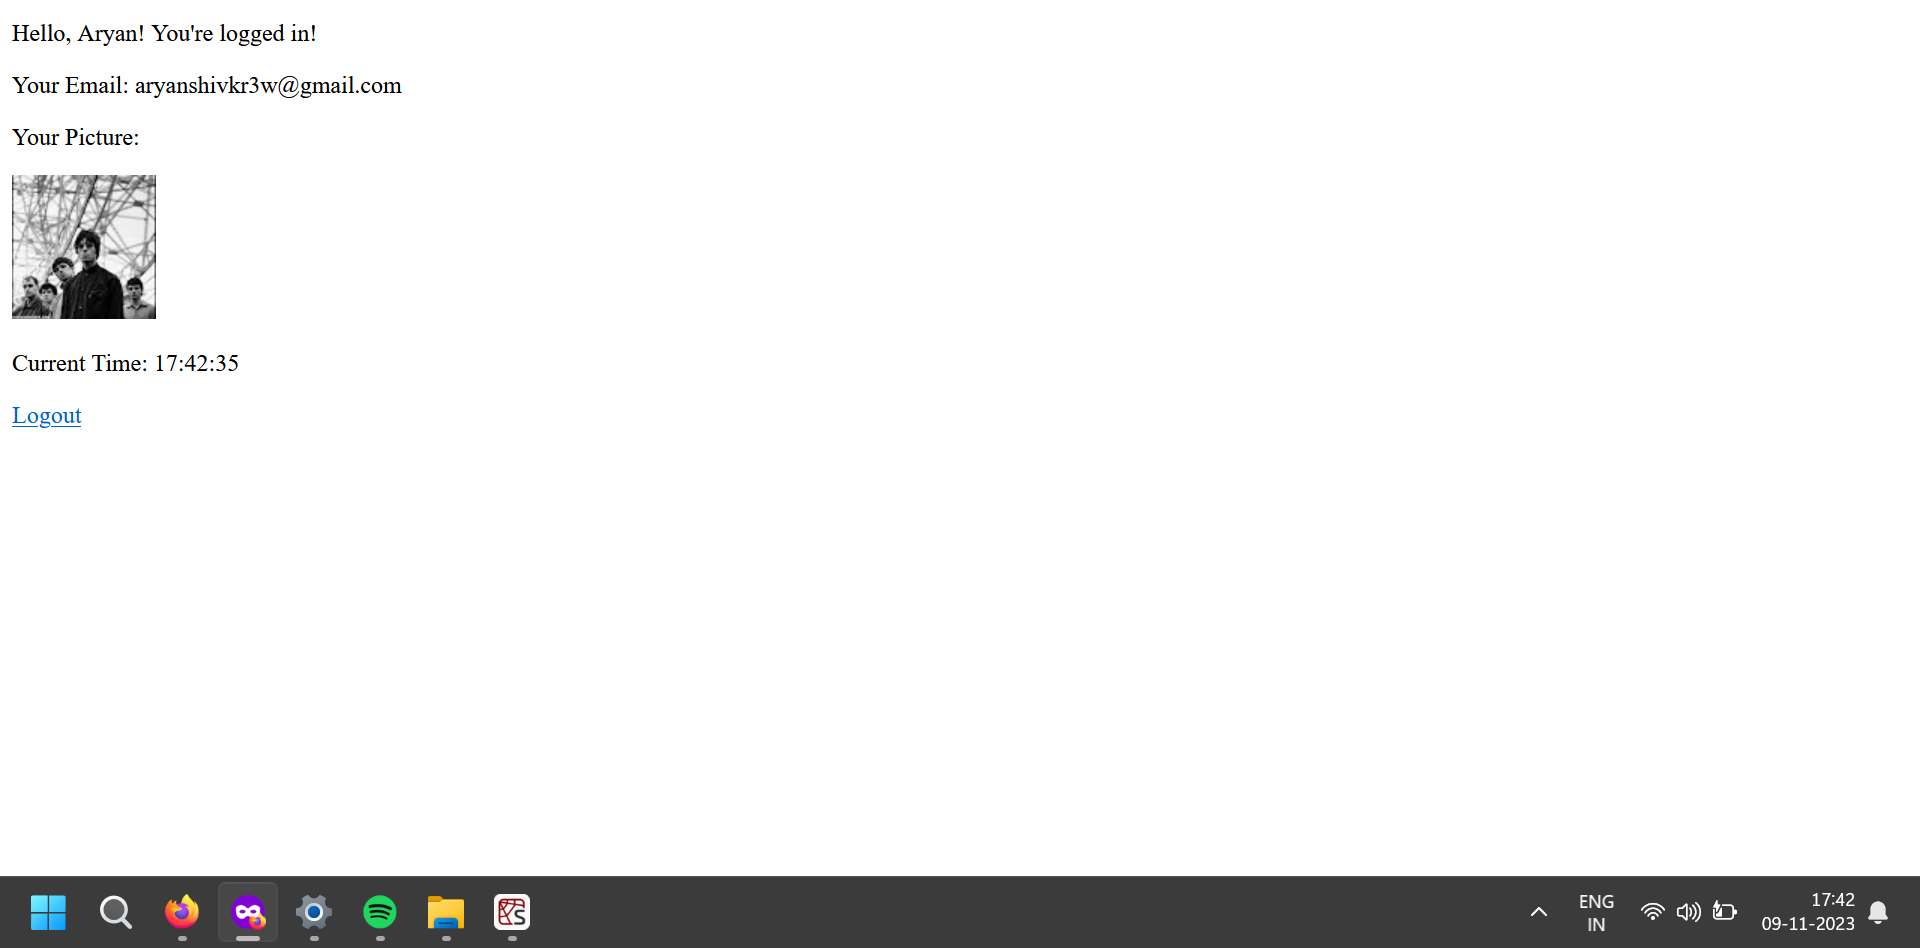 Hello, Aryan! You're logged in!
Your Email: aryanshivkr3w@gmail.com
Your Picture:
Current Time: 17:42:35
Logout
ENG
IN
17:42
09-11-2023